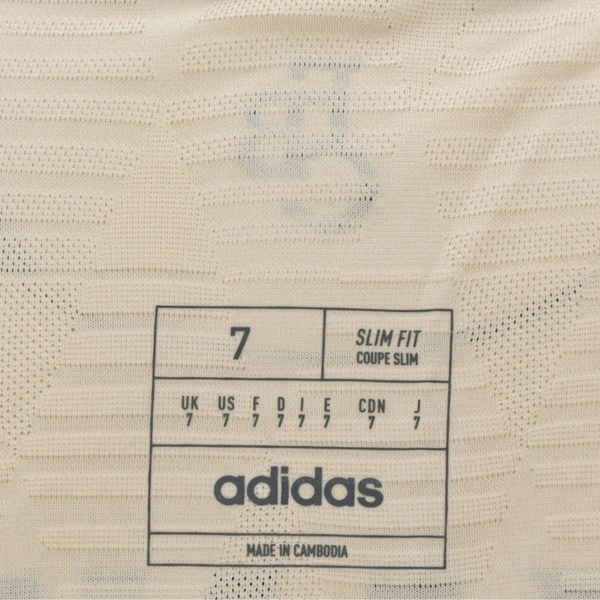 7
SLIM FIT
COUPE SLIM
UK US F D I E CDN J
7 7 7 7 7 7 7 7
adidas
MADE IN CAMBODIA